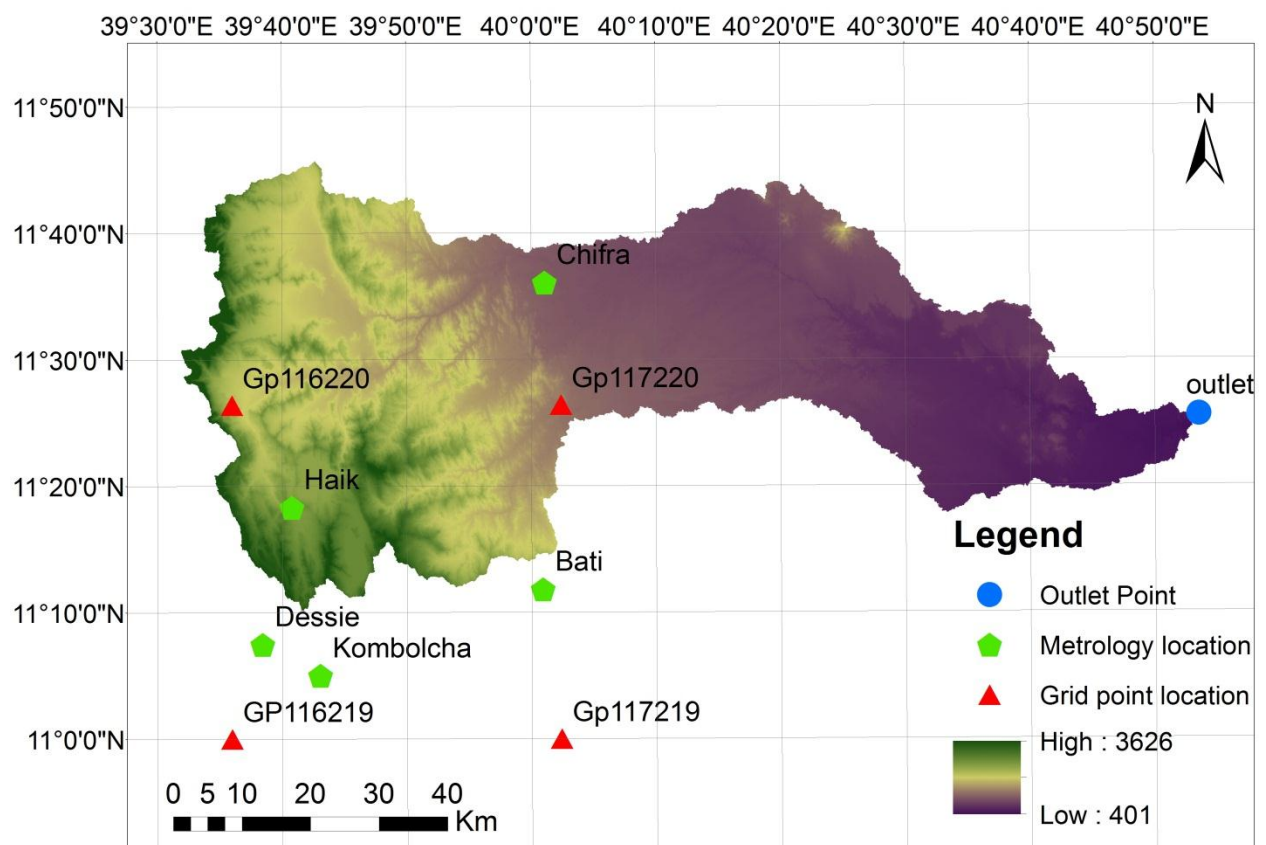 39°30'0"E 39°40'0"E 39°50'0"E 40°0'0"E 40°10'0"E 40°20'0"E 40°30'0"E 40°40'0"E 40°50'0"E
11°50'0"N
N
11°40'0"N
Chifra
11°30'0"N
Gp116220
Gp117220
outlet
11°20'0"N
Haik
Legend
Bati
Outlet Point
11°10'0"N
Dessie
Kombolcha
Metrology location
GP116219
Gp117219
Grid point location
11°0'0"N
High : 3626
0 5 10 20 30 40
Km
Low : 401